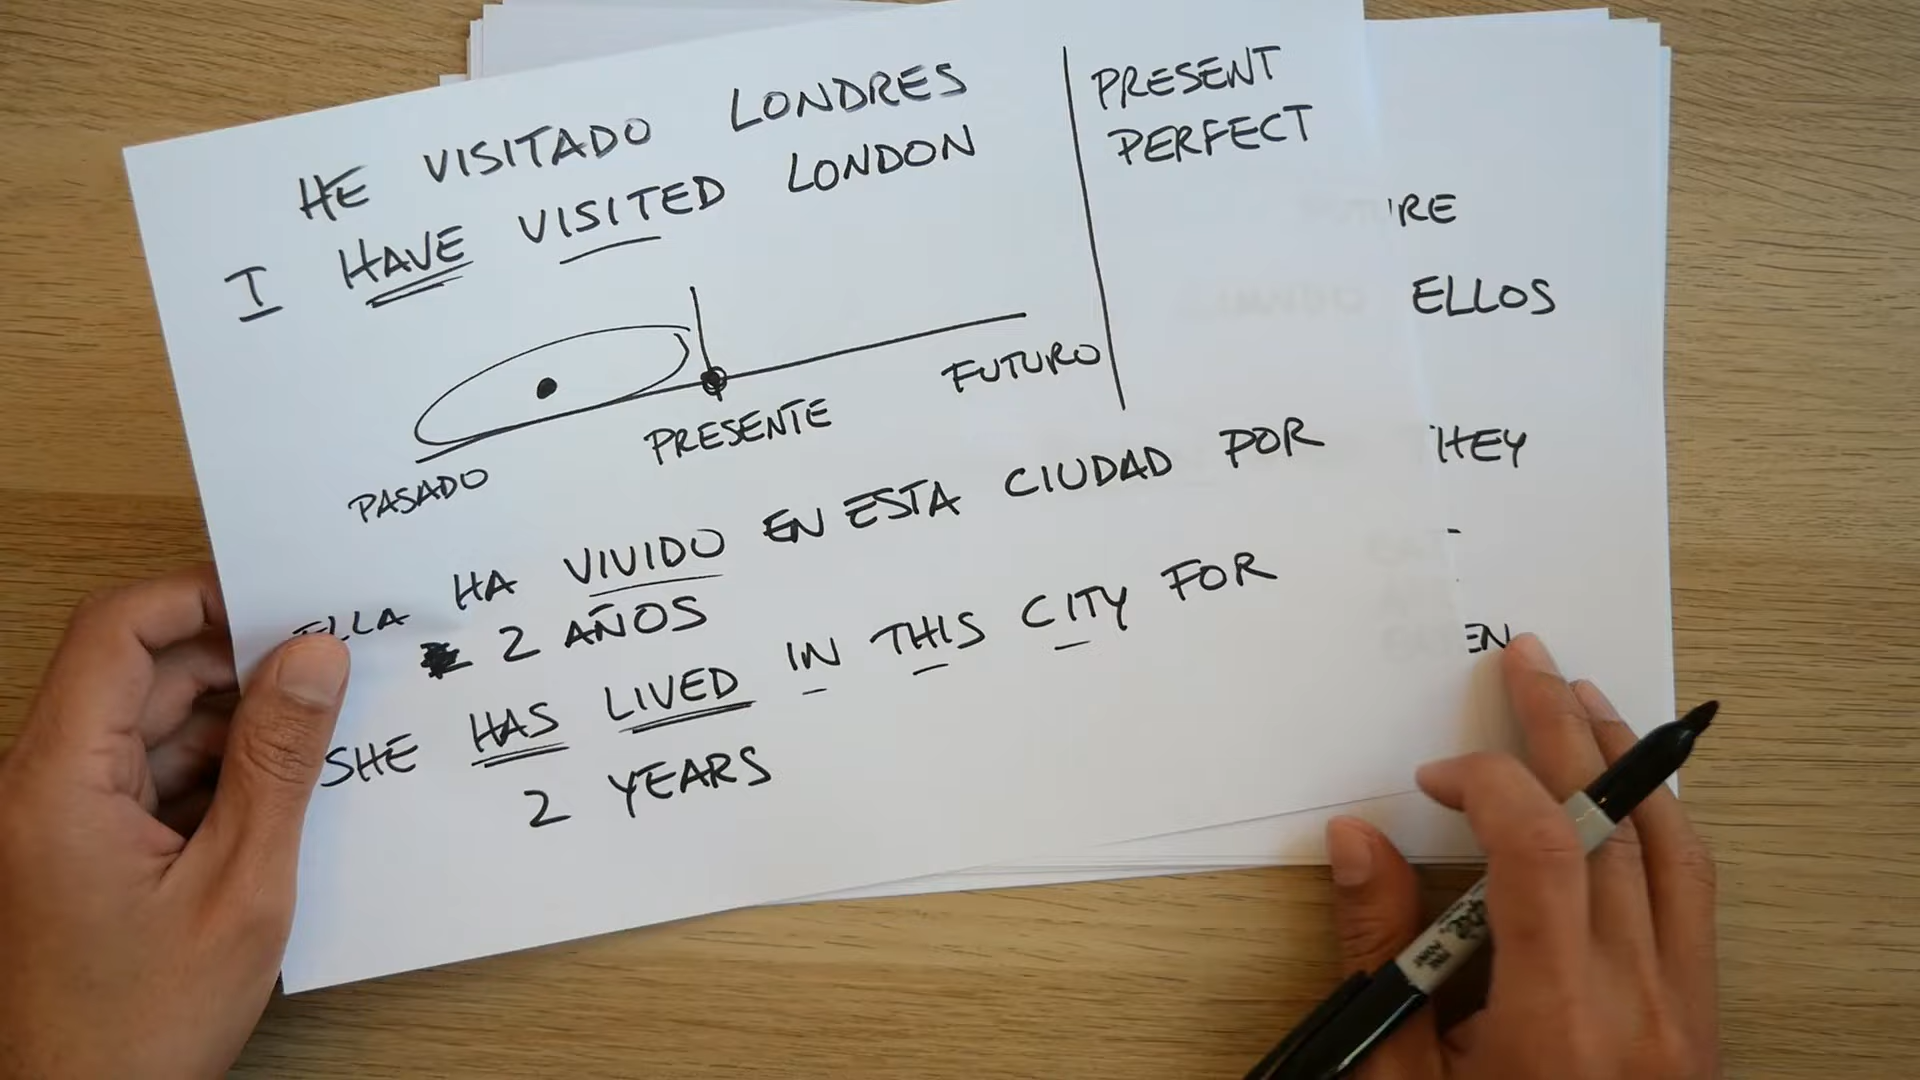 HE VISITADO LONDRES
I HAVE VISITED LONDON
PRESENT
PERFECT
PASADO
PRESENTE
FUTURO
ELLA HA VIVIDO EN ESTA CIUDAD POR
2 AÑOS
SHE HAS LIVED IN THIS CITY FOR
2 YEARS
ELLOS